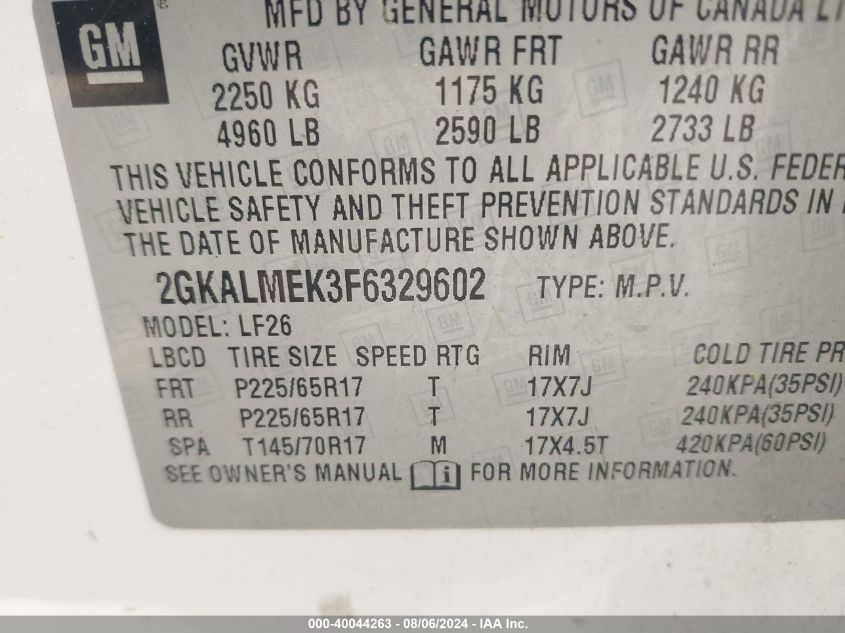 MFD BY GENERAL MOTORS OF CANADA LT
GM ®
GVWR GAWR FRT GAWR RR
2250 KG 1175 KG 1240 KG
4960 LB 2590 LB 2733 LB
THIS VEHICLE CONFORMS TO ALL APPLICABLE U.S. FEDER
VEHICLE SAFETY AND THEFT PREVENTION STANDARDS IN
THE DATE OF MANUFACTURE SHOWN ABOVE.
2GKALMEK3F6329602 TYPE: M.P.V.
MODEL: LF26
LBCD TIRE SIZE SPEED RTG RIM COLD TIRE PR
FRT P225/65R17 T 17X7J 240KPA(35PSI)
RR P225/65R17 T 17X7J 240KPA(35PSI)
SPA T145/70R17 M 17X4.5T 420KPA(60PSI)
SEE OWNER'S MANUAL i FOR MORE INFORMATION.
000-40044263 - 08/06/2024 - IAA Inc.